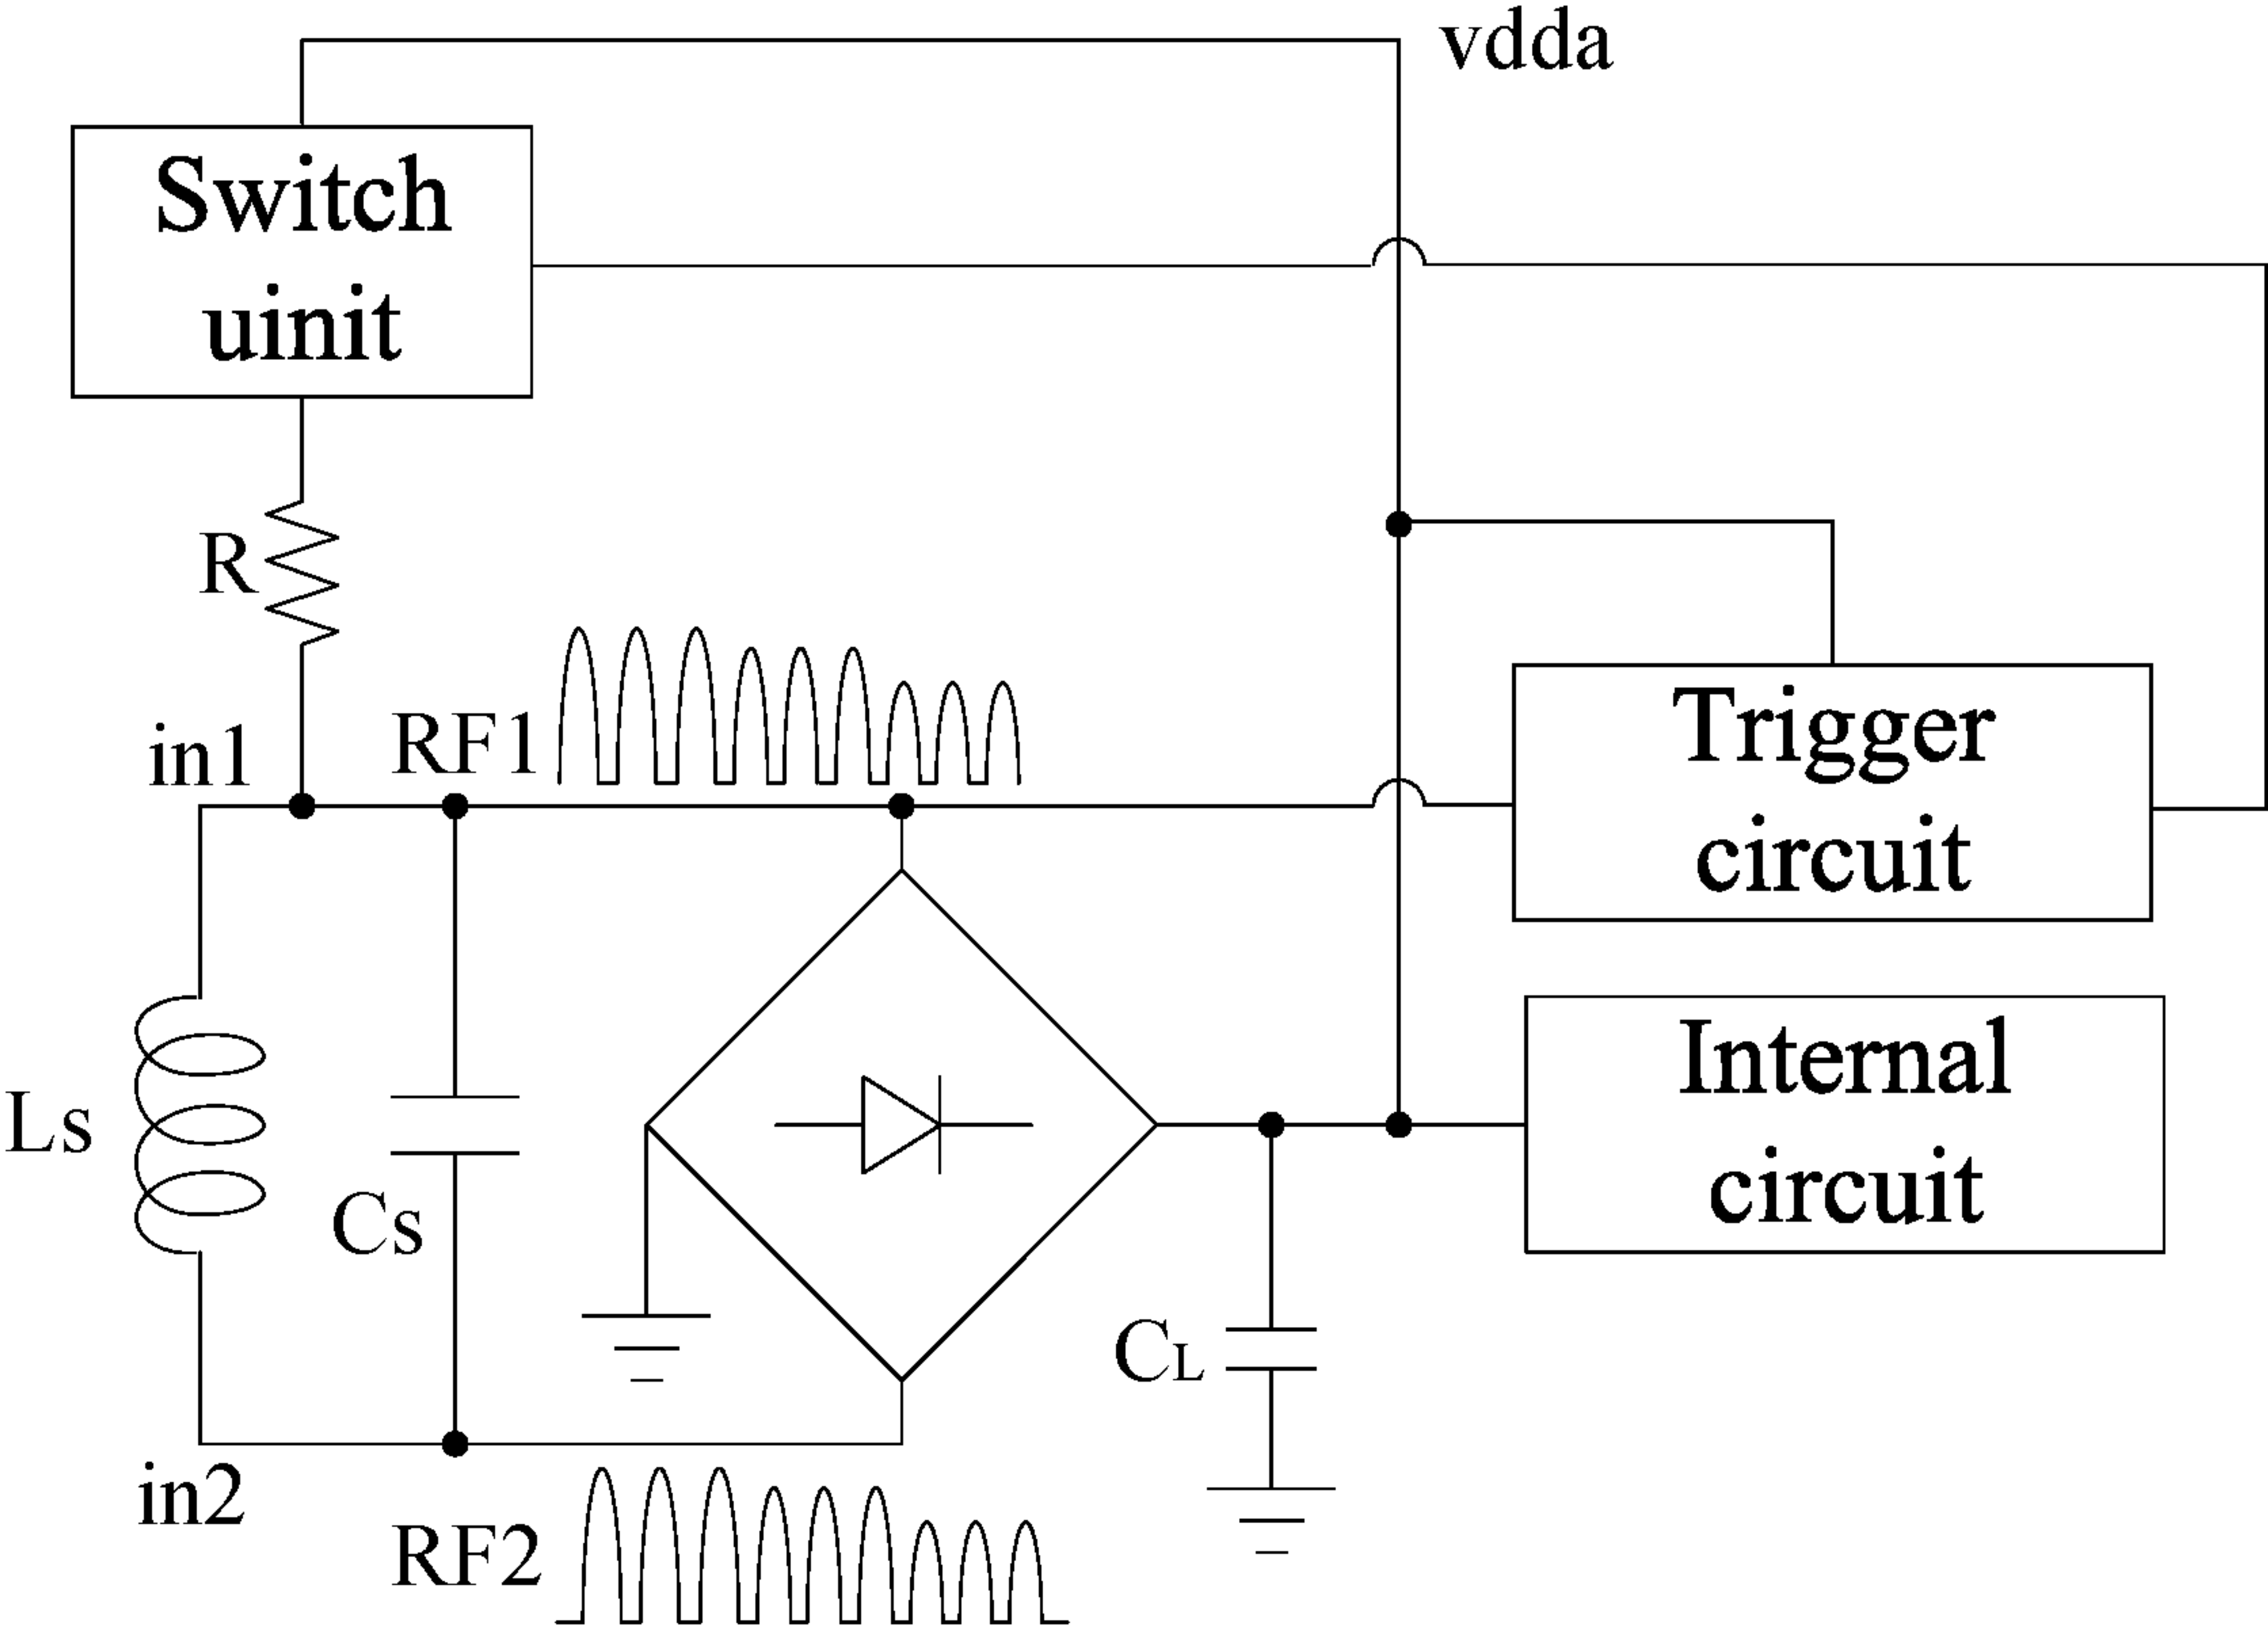 vdda
Switch
uinit
R
in1
RF1
Trigger
circuit
Internal
circuit
Ls
Cs
CL
in2
RF2